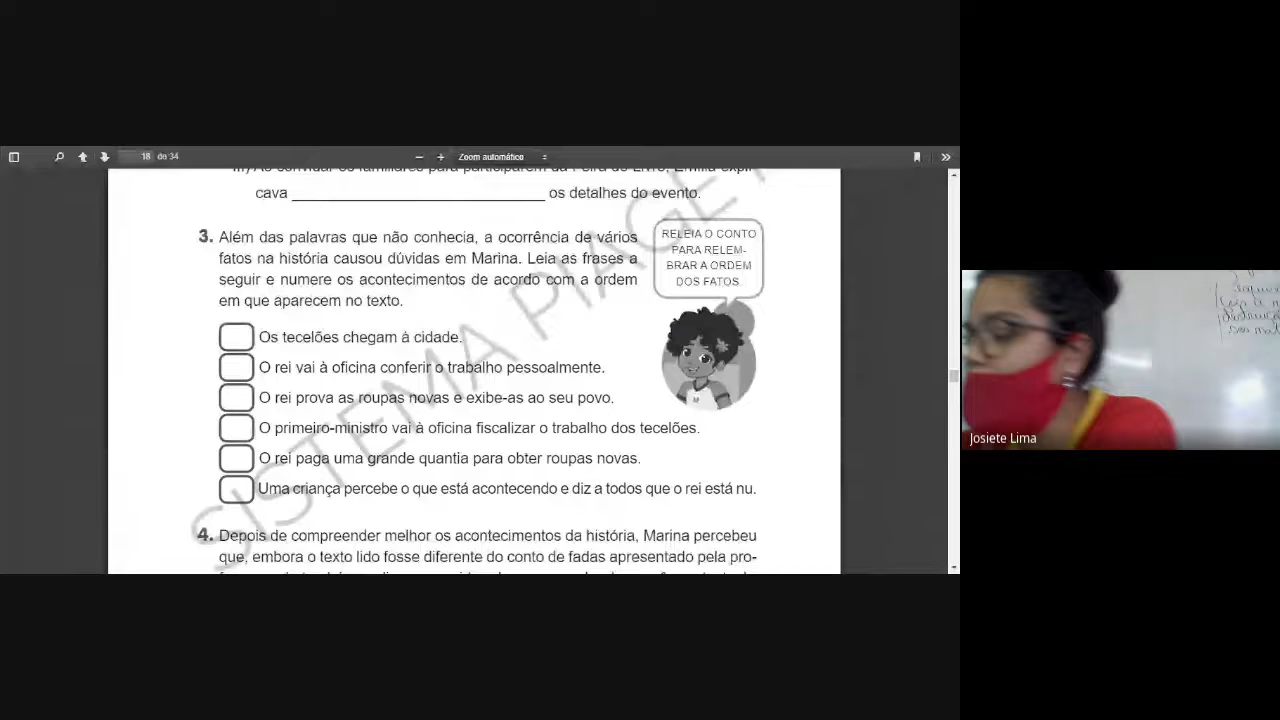 18 de 34
Zoom automático
cava ______________________ os detalhes do evento.
3. Além das palavras que não conhecia, a ocorrência de vários
fatos na história causou dúvidas em Marina. Leia as frases a
seguir e numere os acontecimentos de acordo com a ordem
em que aparecem no texto.
RELEIA O CONTO
PARA RELEM-
BRAR A ORDEM
DOS FATOS.
Os tecelões chegam à cidade.
O rei vai à oficina conferir o trabalho pessoalmente.
O rei prova as roupas novas e exibe-as ao seu povo.
O primeiro-ministro vai à oficina fiscalizar o trabalho dos tecelões.
O rei paga uma grande quantia para obter roupas novas.
Uma criança percebe o que está acontecendo e diz a todos que o rei está nu.
4. Depois de compreender melhor os acontecimentos da história, Marina percebeu
que, embora o texto lido fosse diferente do conto de fadas apresentado pela pro-
SISTEMA PIAGET
M
Josiete Lima